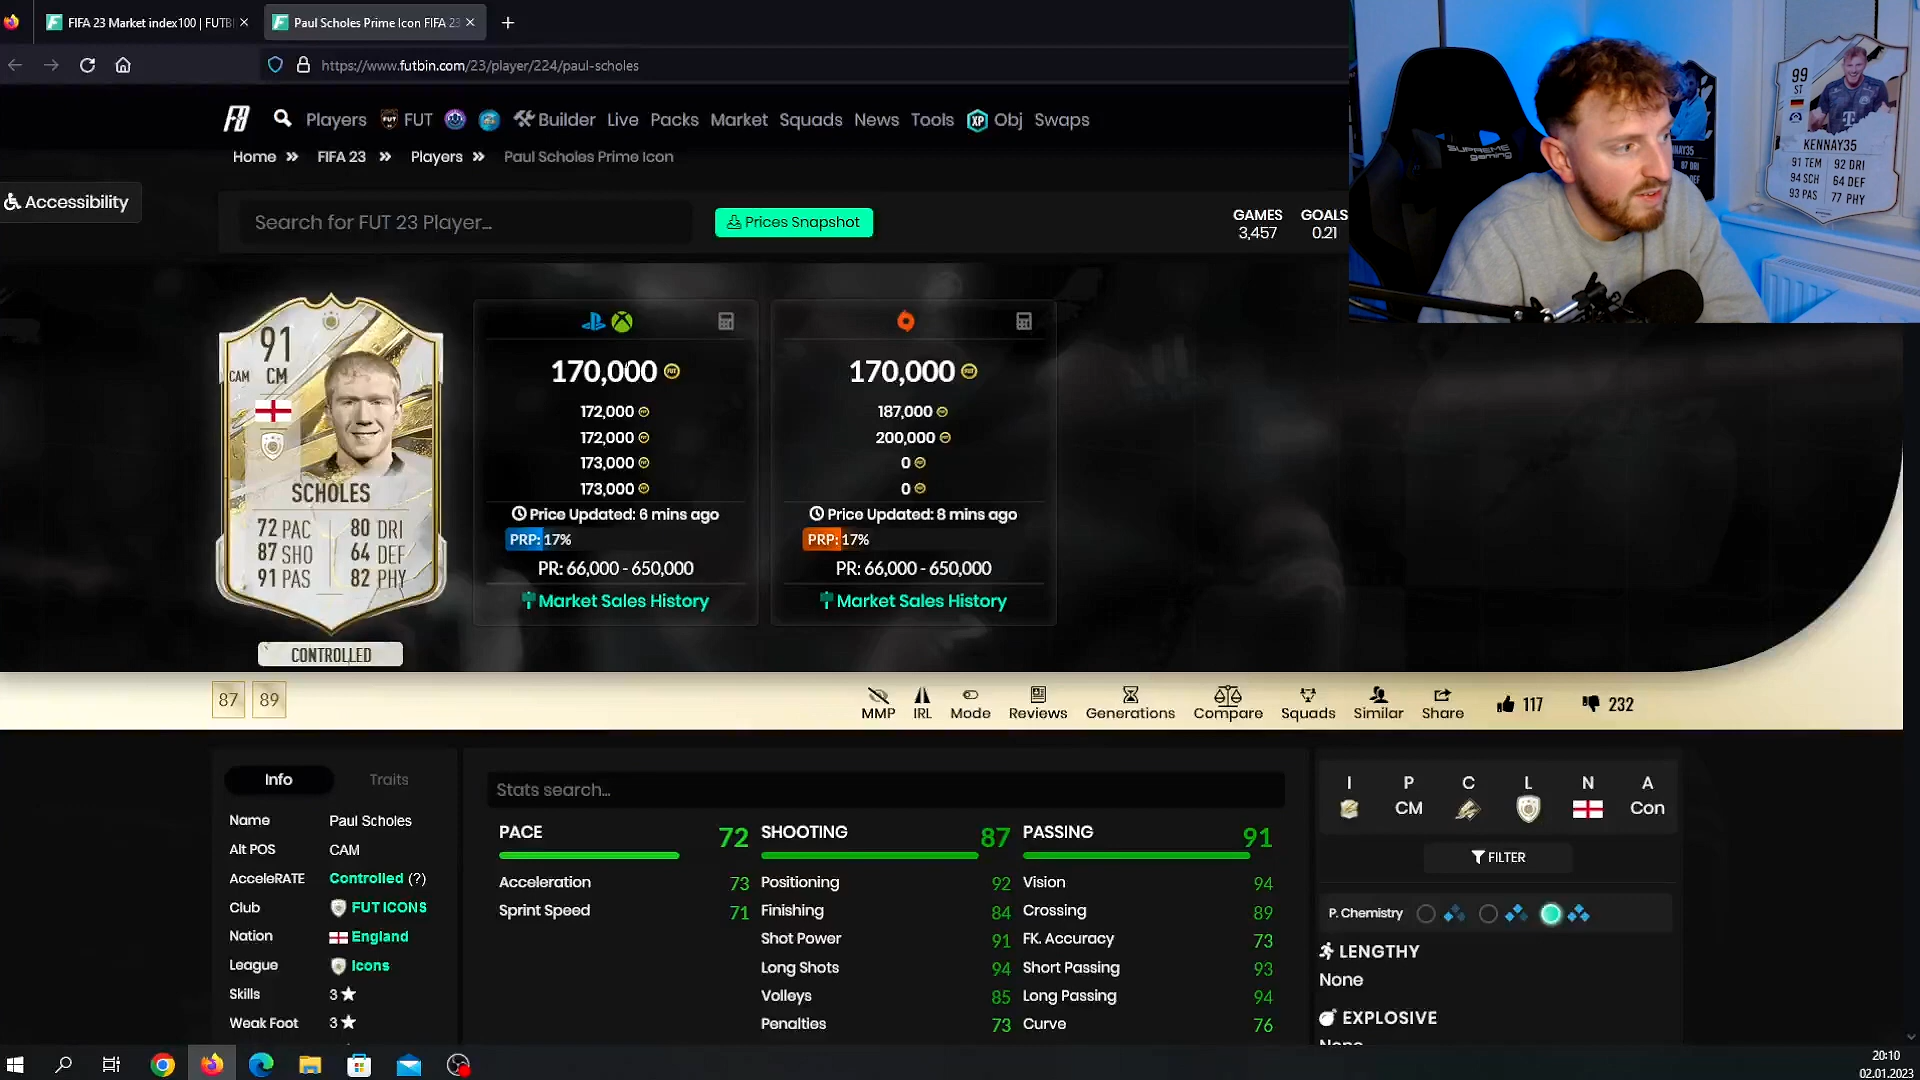 FIFA 23 Market index100 | FUTB
Paul Scholes Prime Icon FIFA 23
https://www.futbin.com/23/player/224/paul-scholes
Players FUT Builder Live Packs Market Squads News Tools XP Obj Swaps
Home » FIFA 23 » Players » Paul Scholes Prime Icon
Accessibility
Search for FUT 23 Player...
Prices Snapshot
GAMES GOALS
3,457 0.21
91
CAM CM
SCHOLES
72 PAC 80 DRI
87 SHO 64 DEF
91 PAS 82 PHY
CONTROLLED
170,000
172,000
172,000
173,000
173,000
Price Updated: 6 mins ago
PRP: 17%
PR: 66,000 - 650,000
Market Sales History
170,000
187,000
200,000
0
0
Price Updated: 8 mins ago
PRP: 17%
PR: 66,000 - 650,000
Market Sales History
SUPREME
gaming
NAY35
87 DRI
DEF
99
ST
KENNAY35
91 TEM 92 DRI
94 SCH 64 DEF
93 PAS 77 PHY
87 89
MMP IRL Mode Reviews Generations Compare Squads Similar Share 117 232
Info Traits
Name Paul Scholes
Alt POS CAM
AcceleRATE Controlled (?)
Club FUT ICONS
Nation England
League Icons
Skills 3
Weak Foot 3
Stats search...
PACE 72
Acceleration 73
Sprint Speed 71
SHOOTING 87
Positioning 92
Finishing 84
Shot Power 91
Long Shots 94
Volleys 85
Penalties 73
PASSING 91
Vision 94
Crossing 89
FK. Accuracy 73
Short Passing 93
Long Passing 94
Curve 76
I P C L N A
CM Con
FILTER
P. Chemistry
LENGTHY
None
EXPLOSIVE
None
20:10
02.01.2023